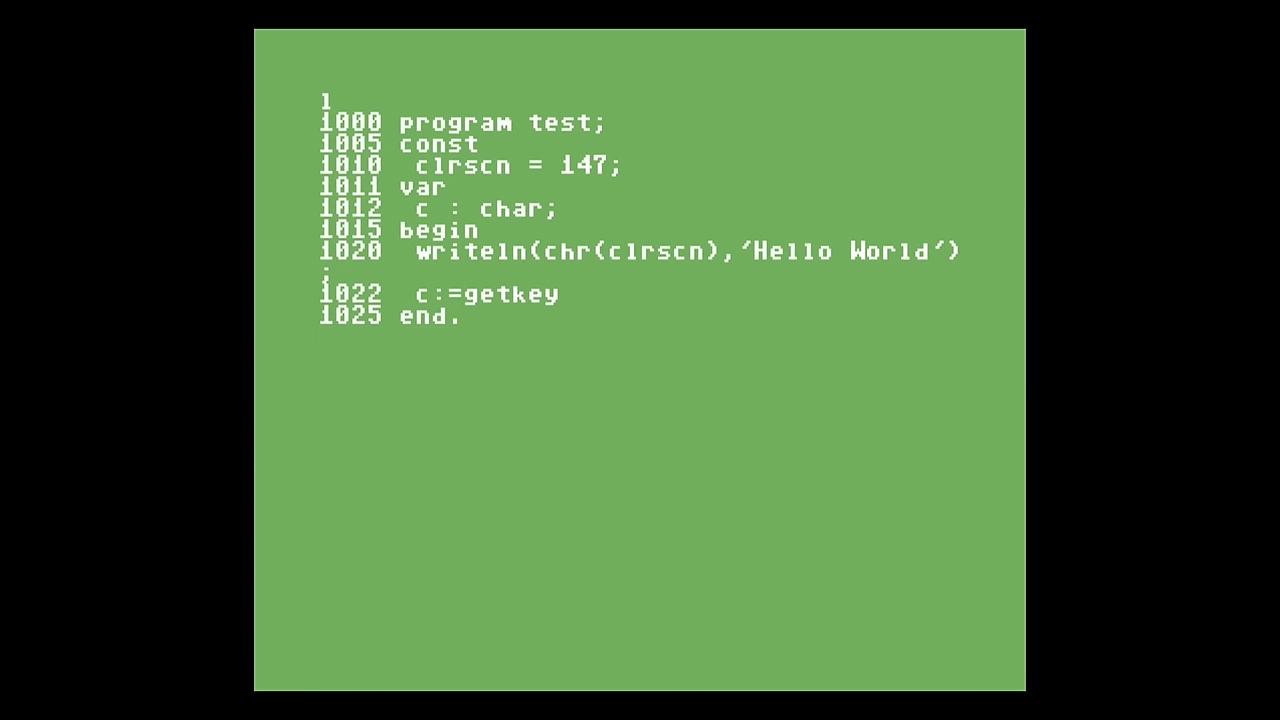 l
1000 program test;
1005 const
1010  clrscn = 147;
1011 var
1012  c : char;
1015 begin
1020  writeln(chr(clrscn),'Hello World')
;
1022  c:=getkey
1025 end.